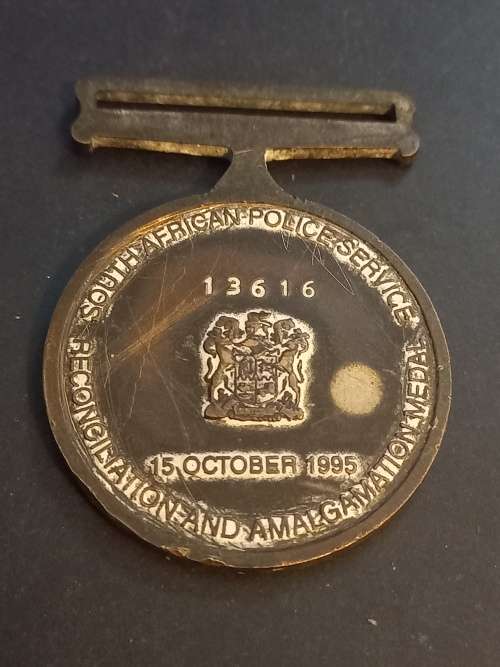 SOUTH AFRICAN POLICE SERVICE
13616
15 OCTOBER 1995
RECONCILIATION AND AMALGAMATION MEDAL